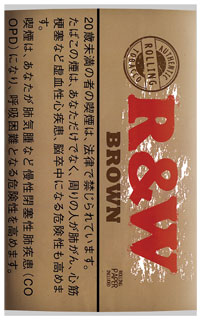 20歳未満の者の喫煙は、法律で禁じられています。
たばこの煙は、あなただけでなく、周りの人が肺がん、心筋
梗塞など虚血性心疾患、脳卒中になる危険性も高めま
す。
喫煙は、あなたが肺気腫など慢性閉塞性肺疾患（CO
PD）になり、呼吸困難となる危険性を高めます。
AUTHENTIC
ROLLING
TOBACCO
R&W
BROWN
PAPER